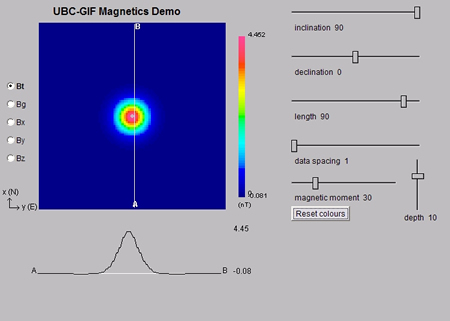 UBC-GIF Magnetics Demo
B
4.452
Bt
Bg
Bx
By
Bz
x (N)
y (E)
A
0.081
(nT)
inclination 90
declination 0
length 90
data spacing 1
magnetic moment 30
Reset colours
depth 10
4.45
A
B
-0.08